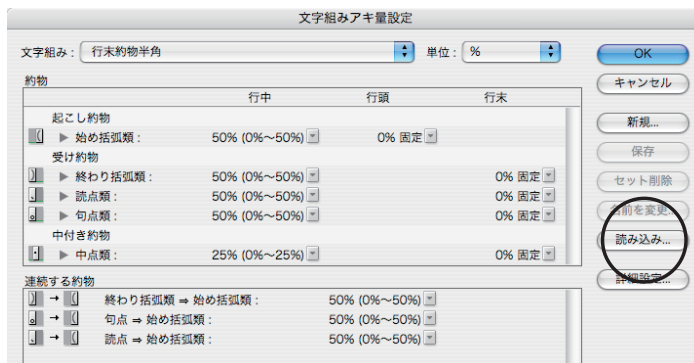 文字組みアキ量設定
文字組み： 行末約物半角 単位： %
OK
キャンセル
新規...
保存
セット削除
名前を変更...
読み込み...
詳細設定...
約物
行中 行頭 行末
起こし約物
▶ 始め括弧類： 50% (0%〜50%) 0% 固定
受け約物
▶ 終わり括弧類： 50% (0%〜50%) 0% 固定
▶ 読点類： 50% (0%〜50%) 0% 固定
▶ 句点類： 50% (0%〜50%) 0% 固定
中付き約物
▶ 中点類： 25% (0%〜25%) 0% 固定
連続する約物
→ 終わり括弧類 ⇒ 始め括弧類： 50% (0%〜50%)
→ 句点 ⇒ 始め括弧類： 50% (0%〜50%)
→ 読点 ⇒ 始め括弧類： 50% (0%〜50%)